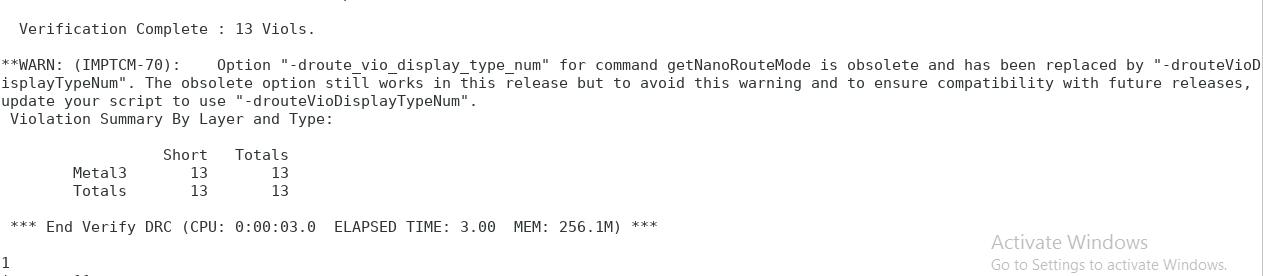 Verification Complete : 13 Viols.
**WARN: (IMPTCM-70):    Option "-droute_vio_display_type_num" for command getNanoRouteMode is obsolete and has been replaced by "-drouteVioD
isplayTypeNum". The obsolete option still works in this release but to avoid this warning and to ensure compatibility with future releases,
update your script to use "-drouteVioDisplayTypeNum".
Violation Summary By Layer and Type:
Short   Totals
Metal3       13       13
Totals       13       13
*** End Verify DRC (CPU: 0:00:03.0  ELAPSED TIME: 3.00  MEM: 256.1M) ***
1
Activate Windows
Go to Settings to activate Windows.